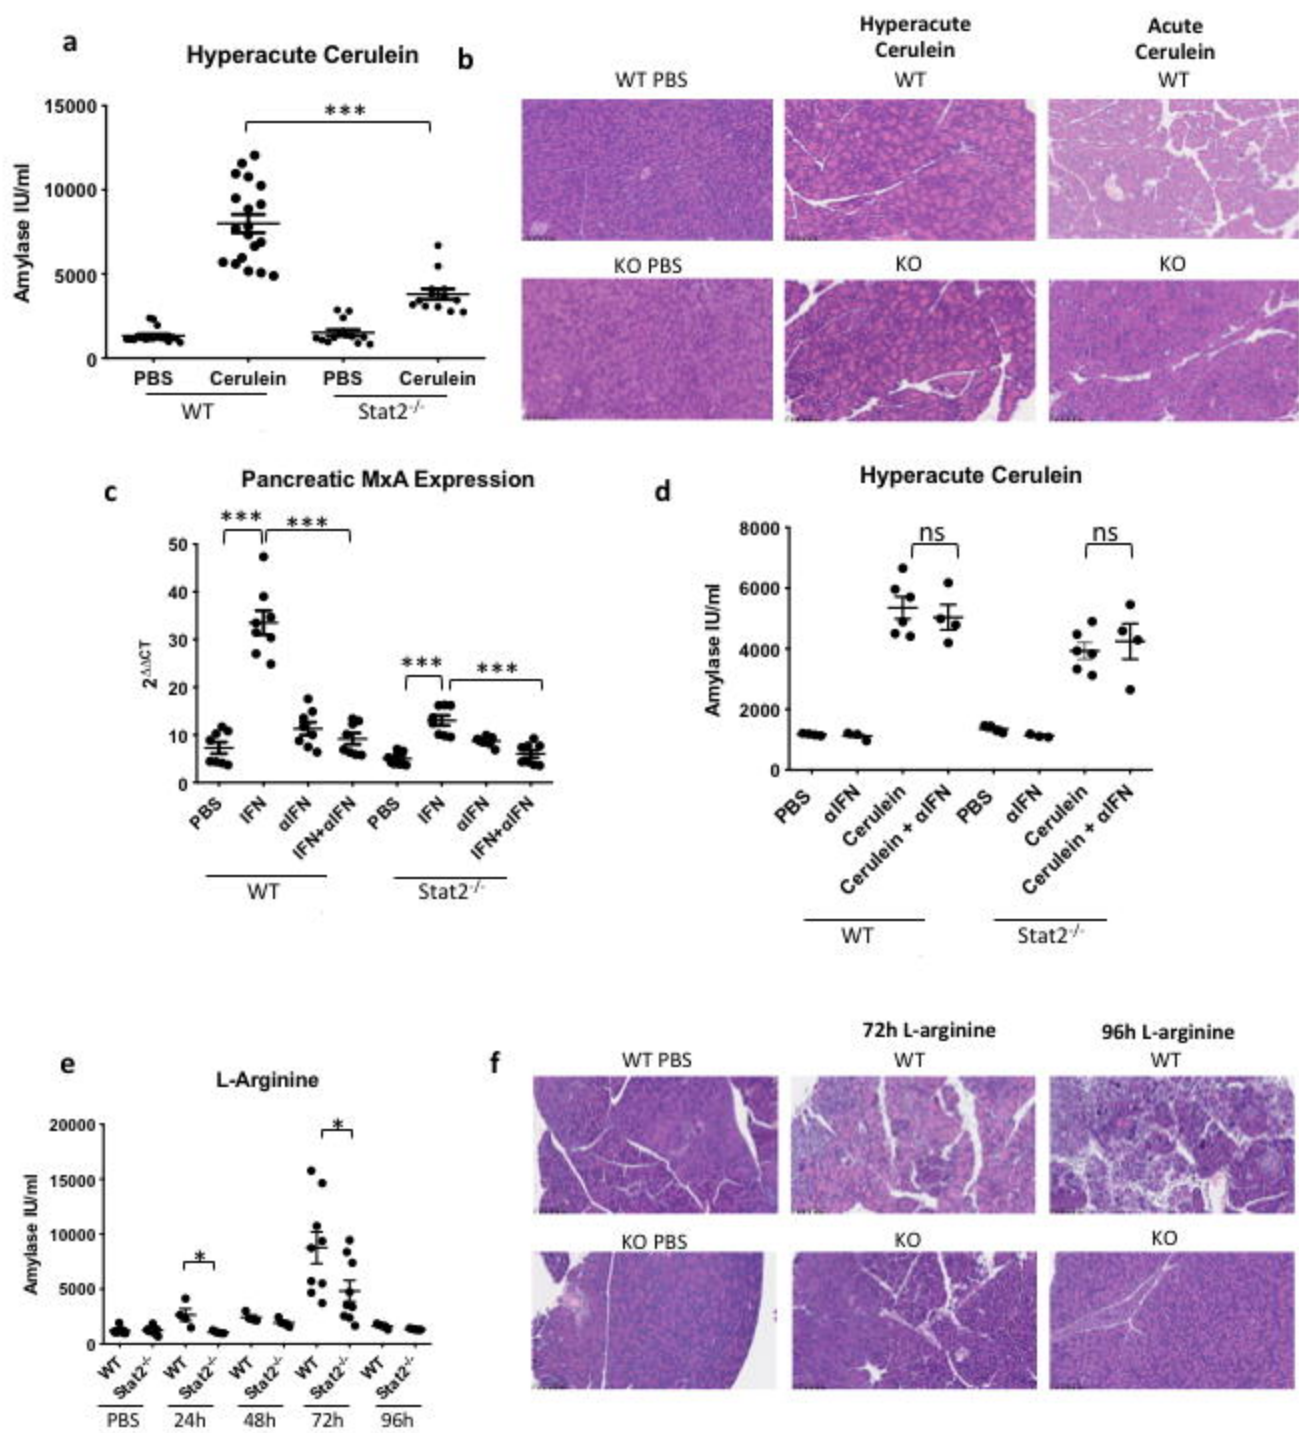 a
Hyperacute Cerulein
Amylase IU/ml
15000
10000
5000
0
***
PBS
Cerulein
PBS
Cerulein
WT
Stat2-/-
b
Hyperacute
Cerulein
Acute
Cerulein
WT PBS
WT
WT
KO PBS
KO
KO
c
Pancreatic MxA Expression
2ΔΔCT
50
40
30
20
10
0
***
***
***
***
PBS
IFN
αIFN
IFN+αIFN
PBS
IFN
αIFN
IFN+αIFN
WT
Stat2-/-
d
Hyperacute Cerulein
Amylase IU/ml
8000
6000
4000
2000
0
ns
ns
PBS
αIFN
Cerulein
Cerulein + αIFN
PBS
αIFN
Cerulein
Cerulein + αIFN
WT
Stat2-/-
e
L-Arginine
Amylase IU/ml
20000
15000
10000
5000
0
*
*
WT
Stat2-/-
WT
Stat2-/-
WT
Stat2-/-
WT
Stat2-/-
WT
Stat2-/-
PBS
24h
48h
72h
96h
f
72h L-arginine
96h L-arginine
WT PBS
WT
WT
KO PBS
KO
KO